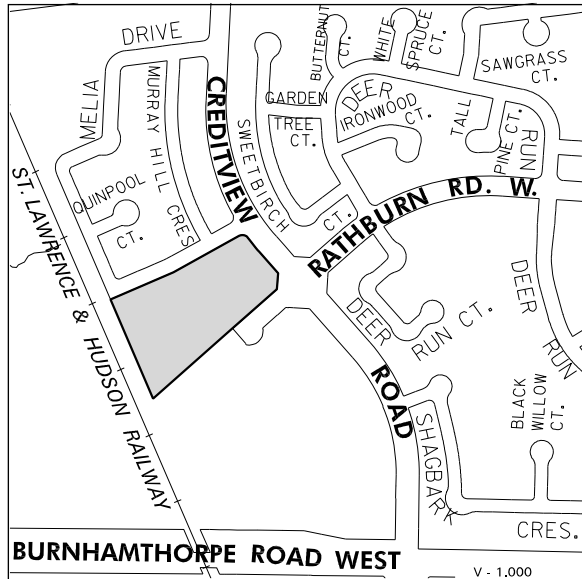 DRIVE
MELIA
MURRAY HILL CRES
QUINPOOL
CT.
CREDITVIEW
SWEETBIRCH
CT.
BUTTERNUT
CT.
WHITE
SPRUCE
CT.
SAWGRASS
CT.
GARDEN
TREE
CT.
DEER
IRONWOOD
CT.
TALL
PINE CT.
RUN
RATHBURN RD. W.
ST. LAWRENCE & HUDSON RAILWAY
DEER
RUN CT.
DEER
RUN
ROAD
SHAGBARK
BLACK
WILLOW
CT.
CRES.
BURNHAMTHORPE ROAD WEST
V - 1.000